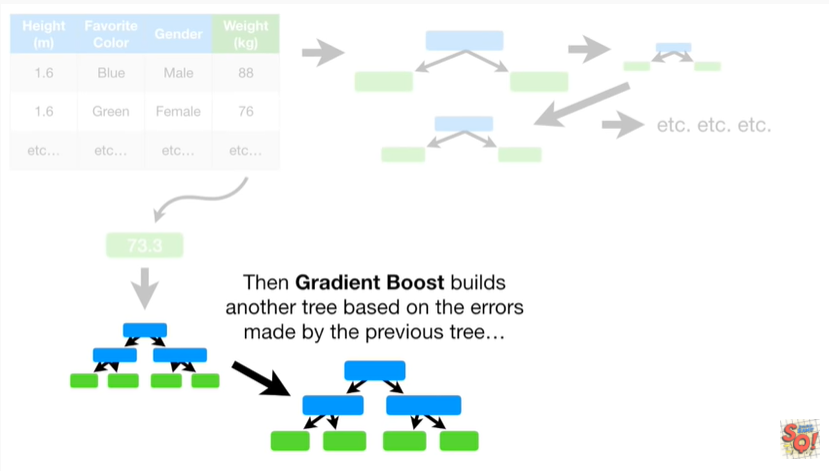 Height (m) Favorite Color Gender Weight (kg)
1.6 Blue Male 88
1.6 Green Female 76
etc... etc... etc... etc...
etc. etc. etc.
73.3
Then Gradient Boost builds
another tree based on the errors
made by the previous tree...
SQ!